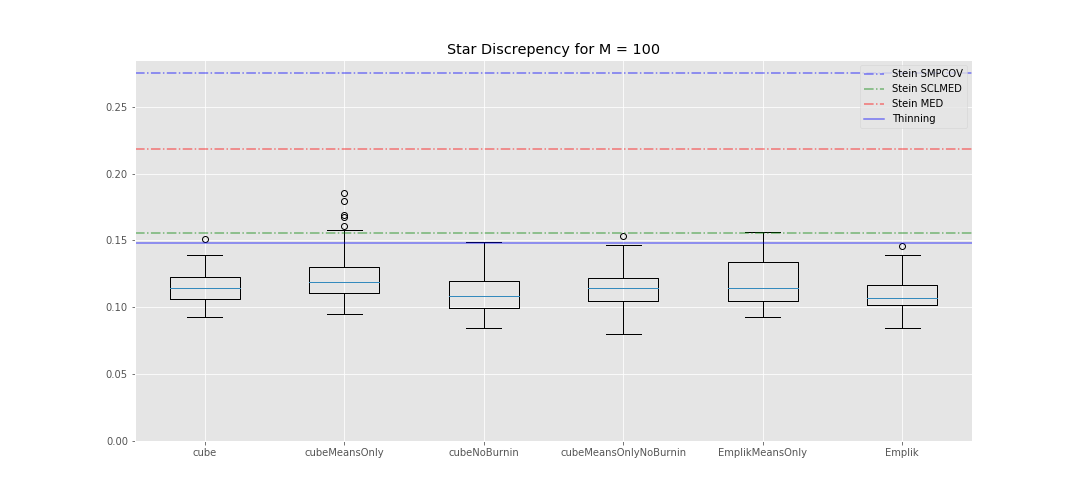 Star Discrepency for M = 100
Stein SMPCOV
Stein SCLMED
Stein MED
Thinning
0.25
0.20
0.15
0.10
0.05
0.00
cube cubeMeansOnly cubeNoBurnin cubeMeansOnlyNoBurnin EmplikMeansOnly Emplik